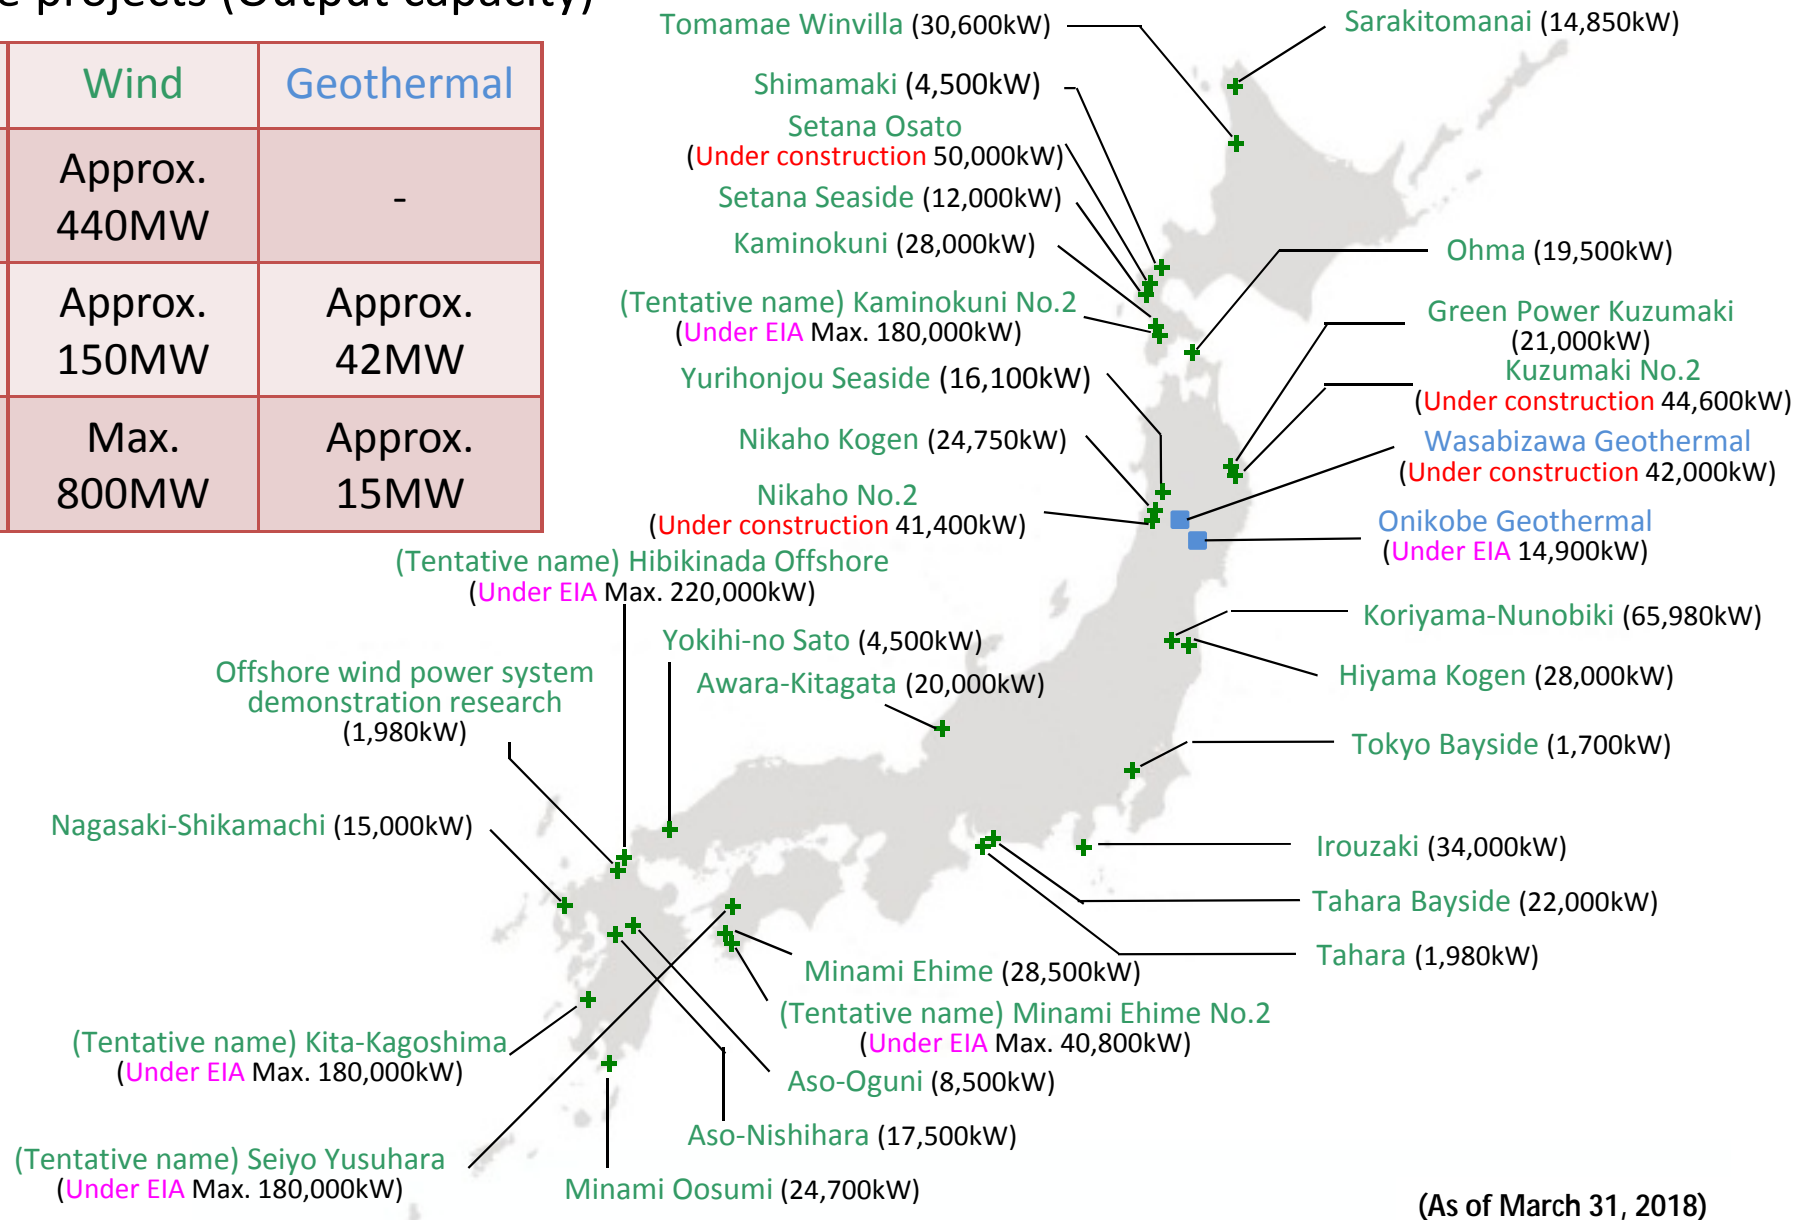 projects (Output capacity)
Wind Geothermal
Approx.
440MW
-
Approx.
150MW
Approx.
42MW
Max.
800MW
Approx.
15MW
Tomamae Winvilla (30,600kW)
Sarakitomanai (14,850kW)
Shimamaki (4,500kW)
Setana Osato
(Under construction 50,000kW)
Setana Seaside (12,000kW)
Kaminokuni (28,000kW)
Ohma (19,500kW)
(Tentative name) Kaminokuni No.2
(Under EIA Max. 180,000kW)
Green Power Kuzumaki
(21,000kW)
Kuzumaki No.2
(Under construction 44,600kW)
Yurihonjou Seaside (16,100kW)
Nikaho Kogen (24,750kW)
Wasabizawa Geothermal
(Under construction 42,000kW)
Nikaho No.2
(Under construction 41,400kW)
Onikobe Geothermal
(Under EIA 14,900kW)
(Tentative name) Hibikinada Offshore
(Under EIA Max. 220,000kW)
Koriyama-Nunobiki (65,980kW)
Yokihi-no Sato (4,500kW)
Offshore wind power system
demonstration research
(1,980kW)
Awara-Kitagata (20,000kW)
Hiyama Kogen (28,000kW)
Tokyo Bayside (1,700kW)
Nagasaki-Shikamachi (15,000kW)
Irouzaki (34,000kW)
Tahara Bayside (22,000kW)
Tahara (1,980kW)
Minami Ehime (28,500kW)
(Tentative name) Minami Ehime No.2
(Under EIA Max. 40,800kW)
(Tentative name) Kita-Kagoshima
(Under EIA Max. 180,000kW)
Aso-Oguni (8,500kW)
Aso-Nishihara (17,500kW)
(Tentative name) Seiyo Yusuhara
(Under EIA Max. 180,000kW)
Minami Oosumi (24,700kW)
(As of March 31, 2018)